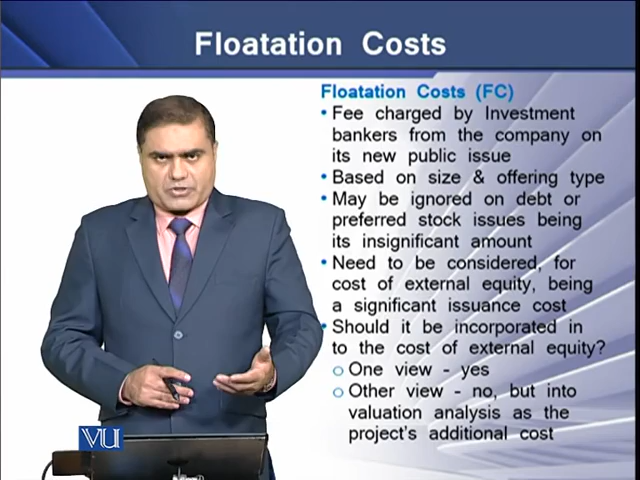 Floatation Costs
Floatation Costs (FC)
• Fee charged by Investment
bankers from the company on
its new public issue
• Based on size & offering type
• May be ignored on debt or
preferred stock issues being
its insignificant amount
• Need to be considered, for
cost of external equity, being
a significant issuance cost
• Should it be incorporated in
to the cost of external equity?
o One view - yes
o Other view - no, but into
valuation analysis as the
project's additional cost
VU